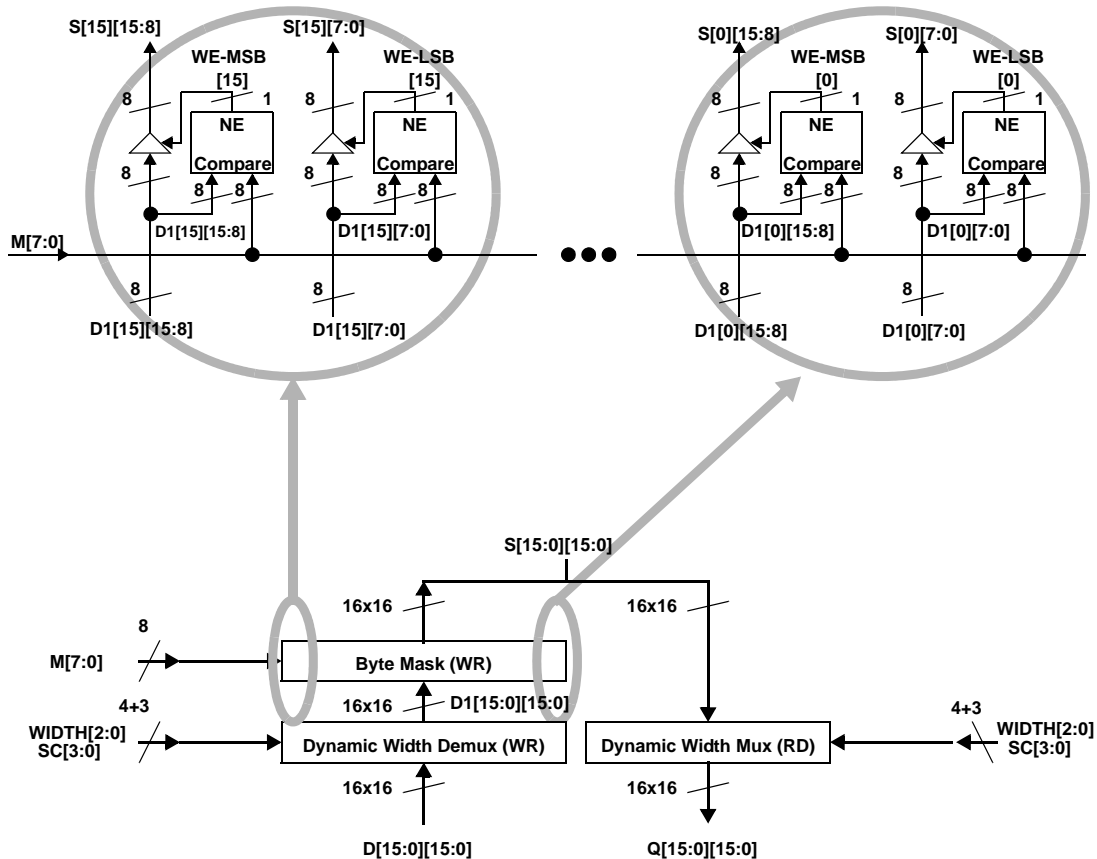 S[15][15:8] S[15][7:0] S[0][15:8] S[0][7:0]
WE-MSB WE-LSB WE-MSB WE-LSB
[15] [15] [0] [0]
8 1 8 1 8 1 8 1
NE NE NE NE
Compare Compare Compare Compare
8 8 8 8 8 8 8 8 8 8 8 8
D1[15][15:8] D1[15][7:0] D1[0][15:8] D1[0][7:0]
M[7:0]
8 8 8 8
D1[15][15:8] D1[15][7:0] D1[0][15:8] D1[0][7:0]
S[15:0][15:0]
16x16 16x16
8
M[7:0] Byte Mask (WR)
16x16 D1[15:0][15:0]
4+3 4+3
WIDTH[2:0] WIDTH[2:0]
SC[3:0] Dynamic Width Demux (WR) Dynamic Width Mux (RD) SC[3:0]
16x16 16x16
D[15:0][15:0] Q[15:0][15:0]